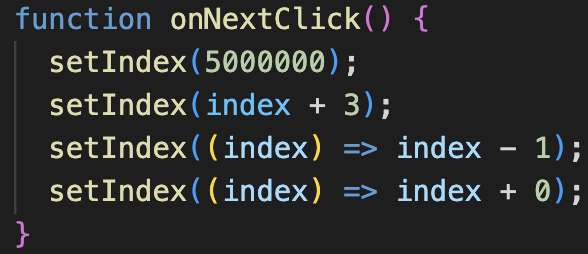 function onNextClick() {
  setIndex(5000000);
  setIndex(index + 3);
  setIndex((index) => index - 1);
  setIndex((index) => index + 0);
}